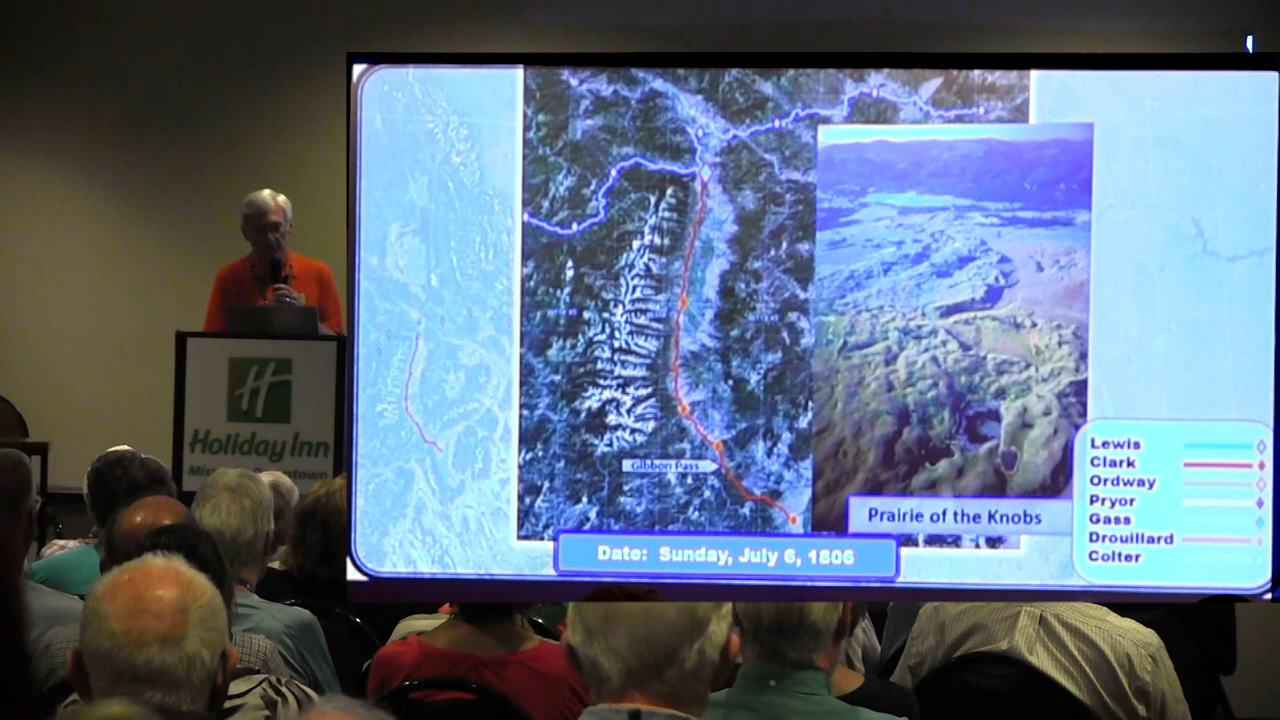 H
Holiday Inn
Downtown
Gibbon Pass
Prairie of the Knobs
Date: Sunday, July 6, 1806
Lewis
Clark
Ordway
Pryor
Gass
Drouillard
Colter